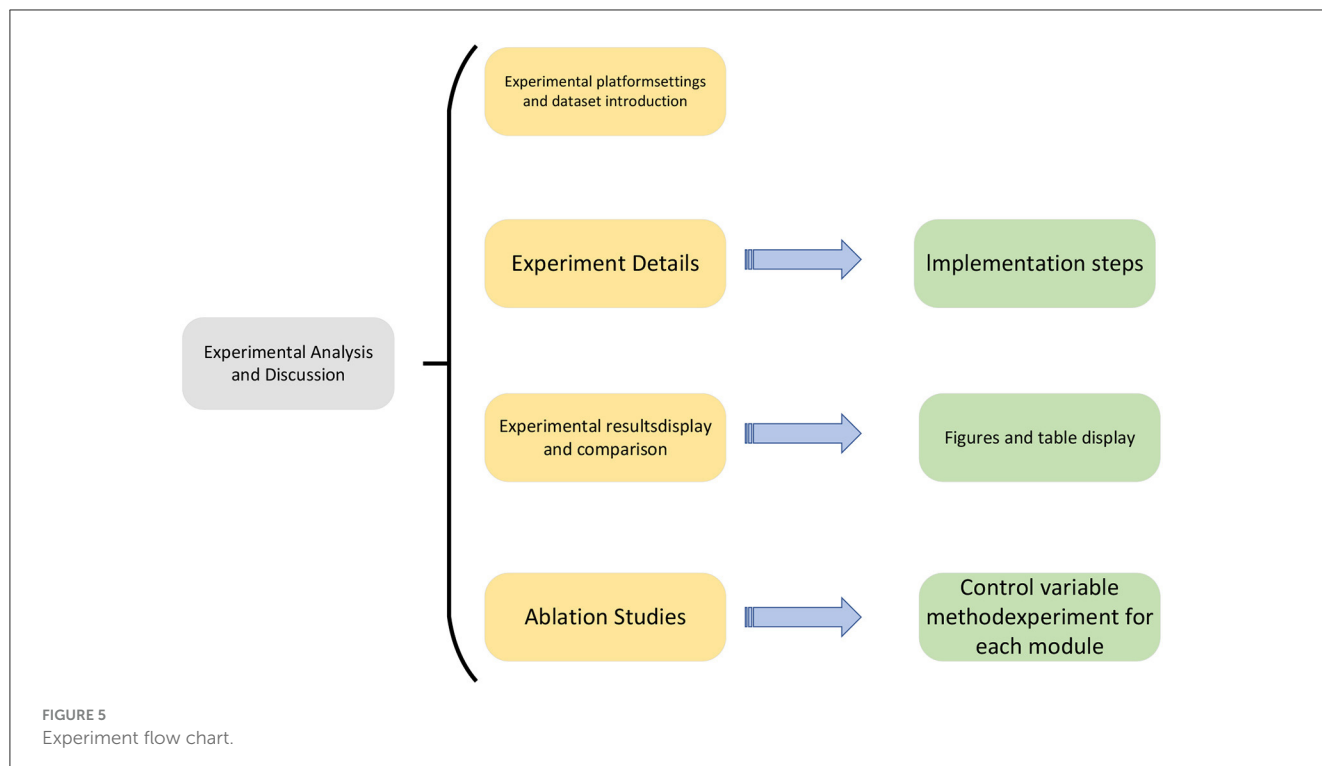 Experimental platformsettings
and dataset introduction
Experiment Details
Implementation steps
Experimental Analysis
and Discussion
Experimental resultsdisplay
and comparison
Figures and table display
Ablation Studies
Control variable
methodexperiment for
each module
FIGURE 5
Experiment flow chart.